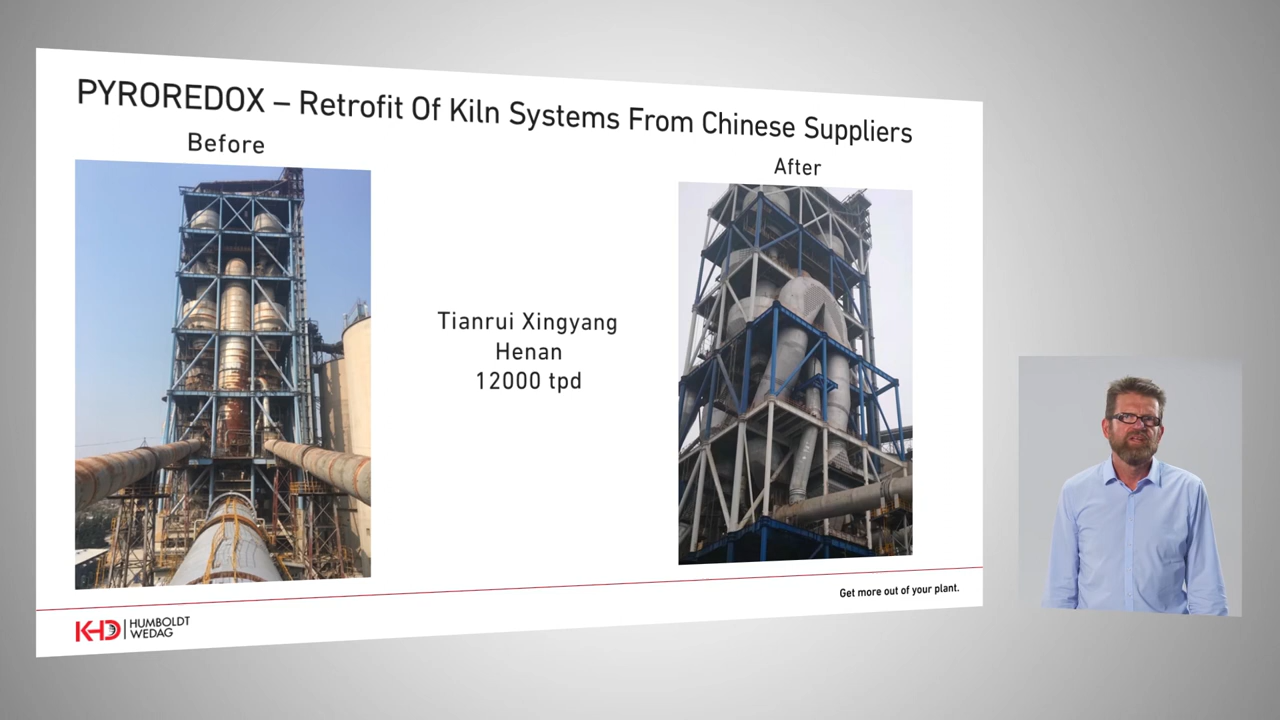 PYROREDOX – Retrofit Of Kiln Systems From Chinese Suppliers
Before
After
Tianrui Xingyang
Henan
12000 tpd
Get more out of your plant.
KHD HUMBOLDT
WEDAG